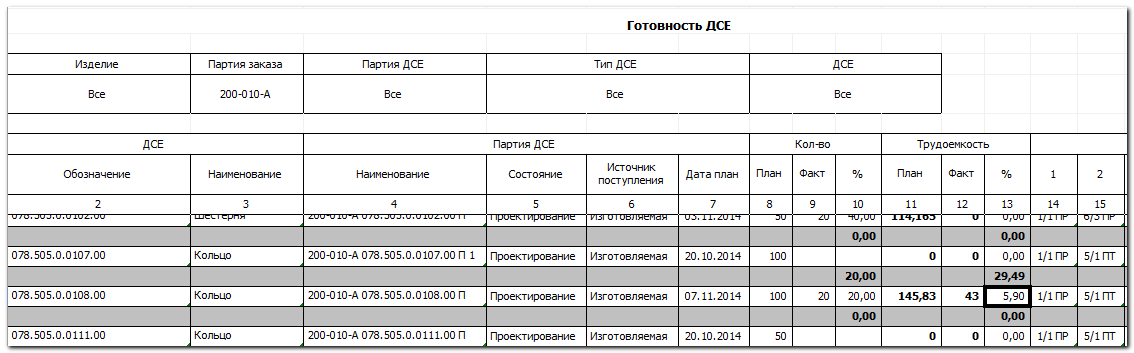 Готовность ДСЕ
Изделие Партия заказа Партия ДСЕ Тип ДСЕ ДСЕ
Все 200-010-А Все Все Все
ДСЕ Партия ДСЕ Кол-во Трудоемкость
Обозначение Наименование Наименование Состояние Источник поступления Дата план План Факт % План Факт % 1 2
2 3 4 5 6 7 8 9 10 11 12 13 14 15
078.505.0.0102.00 Шестерня 200-010-А 078.505.0.0102.00 П Проектирование Изготовляемая 03.11.2014 50 20 40,00 114,165 0 0,00 1/1 ПР 6/3 ПР
0,00 0,00
078.505.0.0107.00 Кольцо 200-010-А 078.505.0.0107.00 П 1 Проектирование Изготовляемая 20.10.2014 100 0 0 0,00 1/1 ПР 5/1 ПТ
20,00 29,49
078.505.0.0108.00 Кольцо 200-010-А 078.505.0.0108.00 П Проектирование Изготовляемая 07.11.2014 100 20 20,00 145,83 43 5,90 1/1 ПР 5/1 ПТ
0,00 0,00
078.505.0.0111.00 Кольцо 200-010-А 078.505.0.0111.00 П Проектирование Изготовляемая 20.10.2014 50 0 0 0,00 1/1 ПР 5/1 ПТ